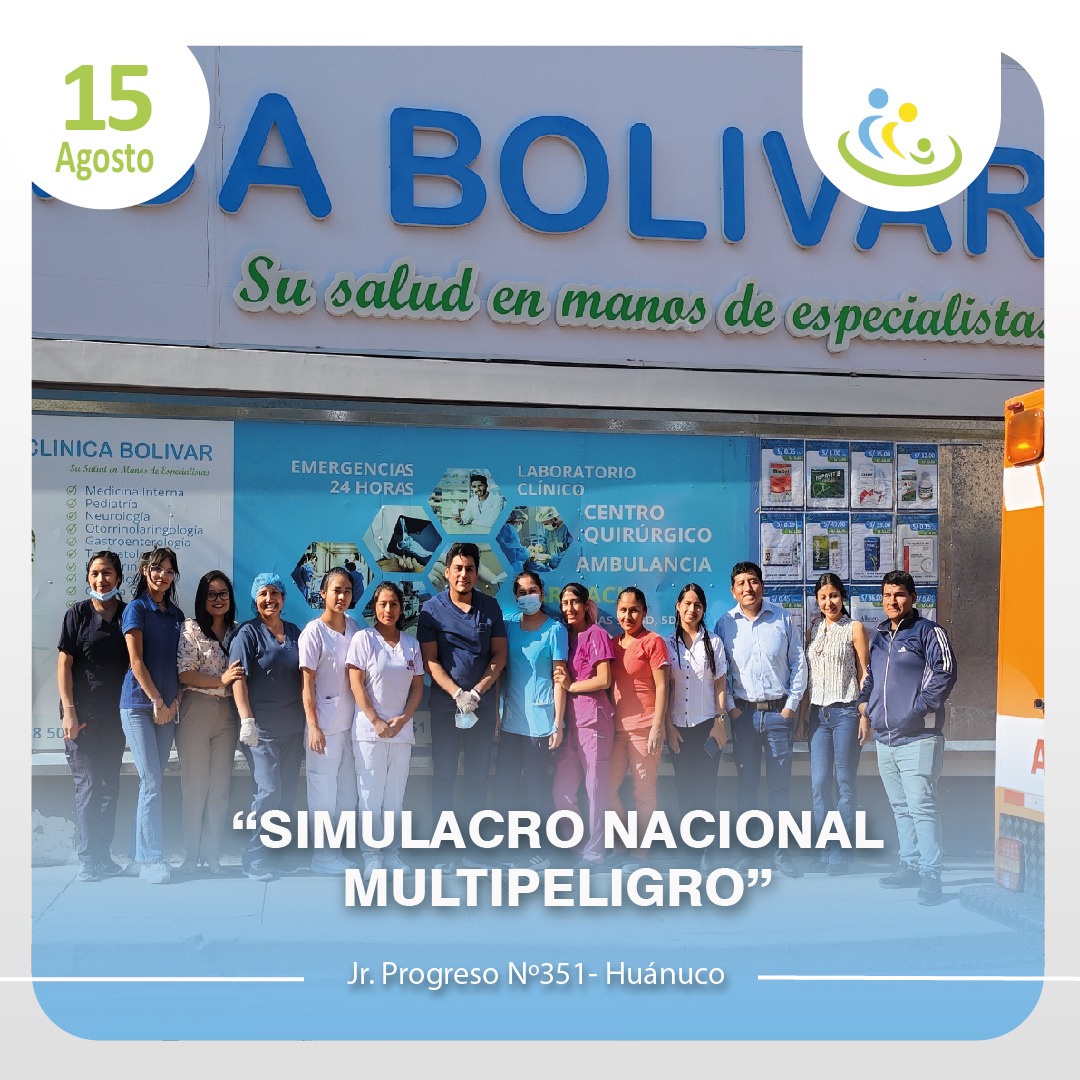 15
Agosto
A BOLIVAR
Su salud en manos de especialistas
CLINICA BOLIVAR
Su Salud en Manos de Especialistas
Medicina Interna
Pediatría
Neurología
Otorrinolaringología
Gastroenterología
EMERGENCIAS
24 HORAS
LABORATORIO
CLÍNICO
CENTRO
QUIRÚRGICO
AMBULANCIA
“SIMULACRO NACIONAL
MULTIPELIGRO”
Jr. Progreso Nº351- Huánuco